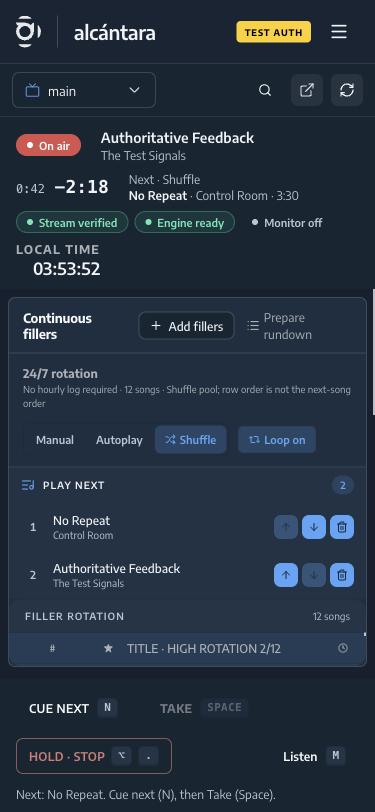 alcántara
TEST AUTH
main
On air
Authoritative Feedback
The Test Signals
0:42 −2:18
Next · Shuffle
No Repeat · Control Room · 3:30
Stream verified
Engine ready
Monitor off
LOCAL TIME
03:53:52
Continuous
fillers
+ Add fillers
Prepare
rundown
24/7 rotation
No hourly log required · 12 songs · Shuffle pool; row order is not the next-song
order
Manual
Autoplay
Shuffle
Loop on
PLAY NEXT
2
1
No Repeat
Control Room
2
Authoritative Feedback
The Test Signals
FILLER ROTATION
12 songs
#
★
TITLE · HIGH ROTATION 2/12
CUE NEXT N
TAKE SPACE
HOLD · STOP ⌥ .
Listen M
Next: No Repeat. Cue next (N), then Take (Space).